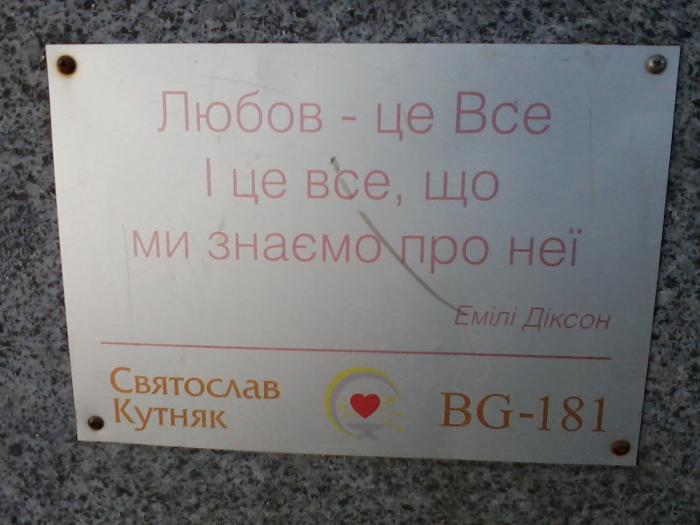 Любов - це Все
І це все, що
ми знаємо про неї
Емілі Діксон
Святослав
Кутняк
BG-181